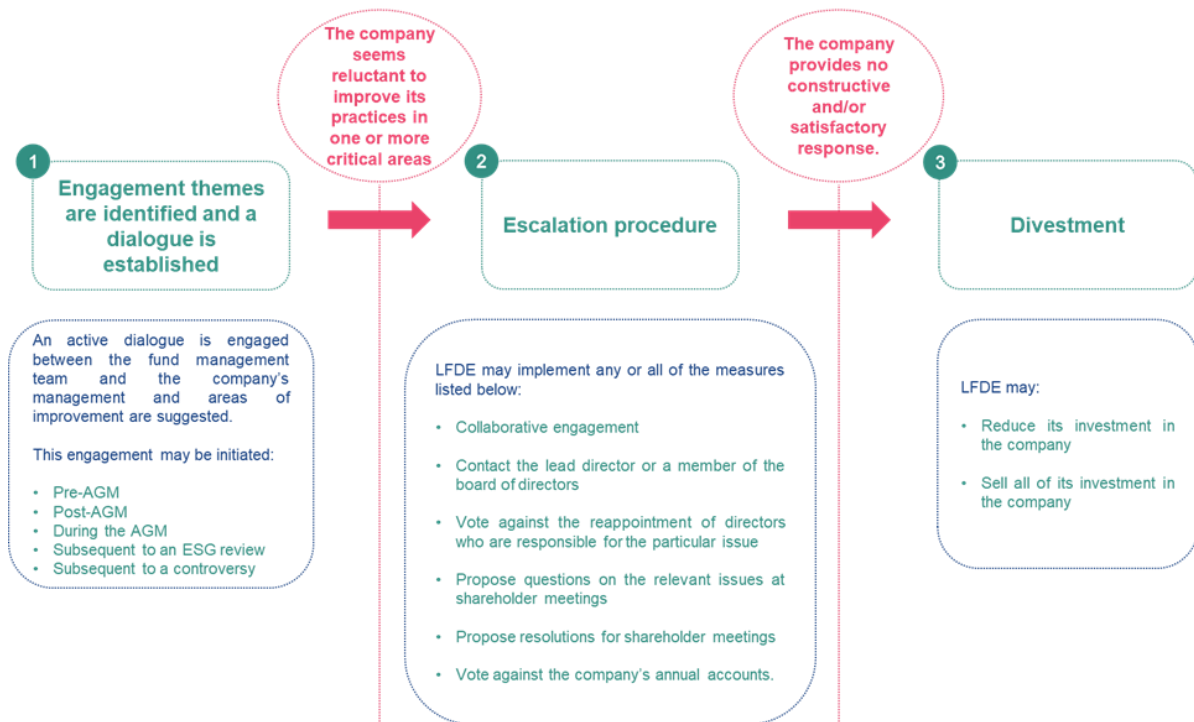 The company
seems
reluctant to
improve its
practices in
one or more
critical areas
The company
provides no
constructive
and/or
satisfactory
response.
1
Engagement themes
are identified and a
dialogue is
established
2
Escalation procedure
3
Divestment
An active dialogue is engaged
between the fund management
team and the company's
management and areas of
improvement are suggested.
This engagement may be initiated:
• Pre-AGM
• Post-AGM
• During the AGM
• Subsequent to an ESG review
• Subsequent to a controversy
LFDE may implement any or all of the measures
listed below:
• Collaborative engagement
• Contact the lead director or a member of the
board of directors
• Vote against the reappointment of directors
who are responsible for the particular issue
• Propose questions on the relevant issues at
shareholder meetings
• Propose resolutions for shareholder meetings
• Vote against the company's annual accounts.
LFDE may:
• Reduce its investment in
the company
• Sell all of its investment in
the company